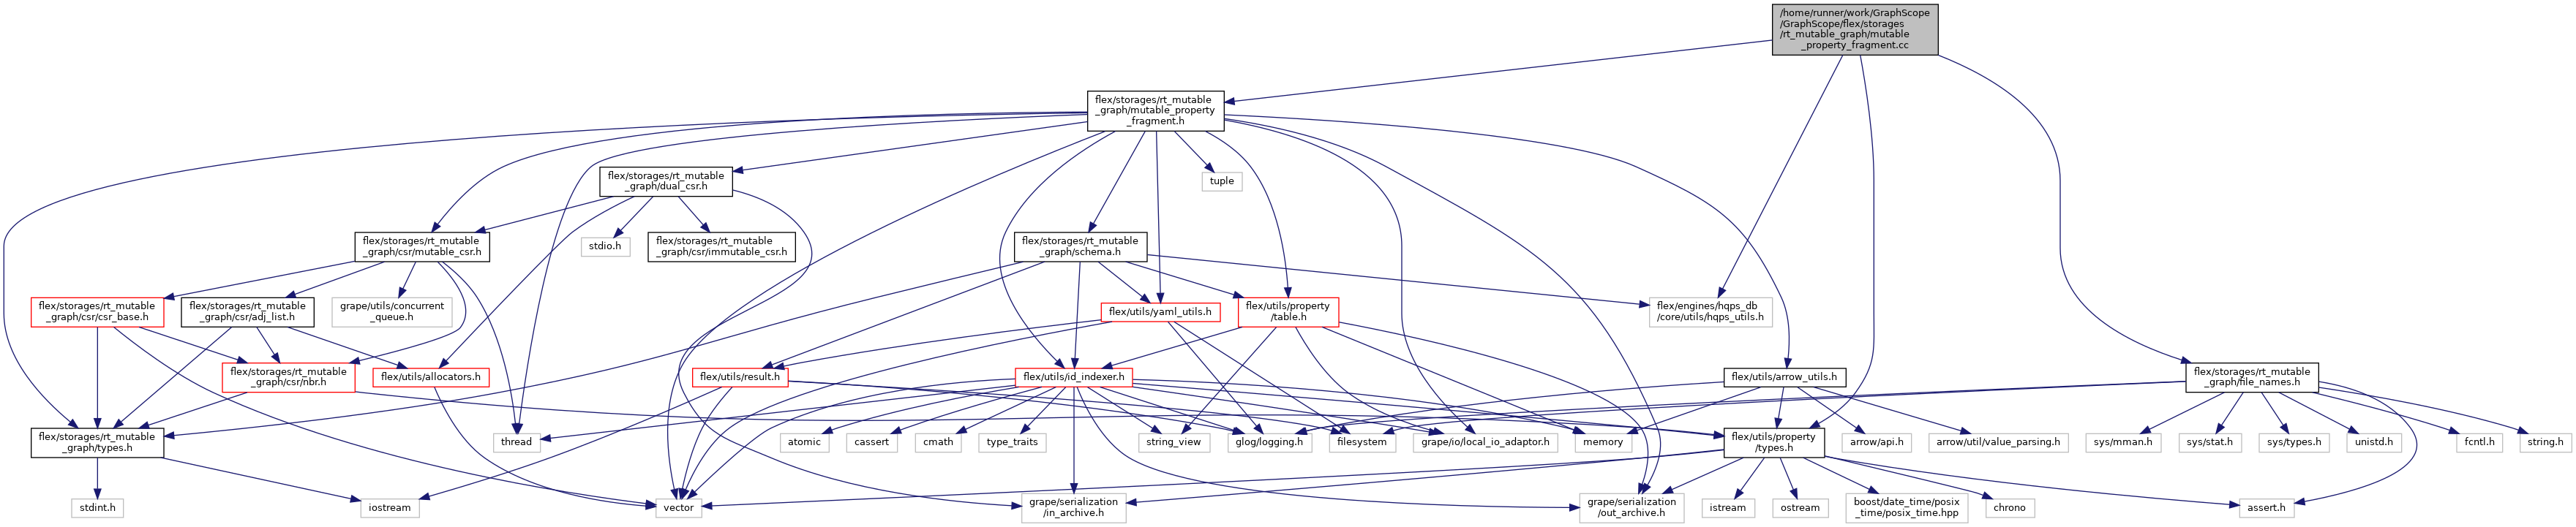 /home/runner/work/GraphScope
/GraphScope/flex/storages
/rt_mutable_graph/mutable
_property_fragment.cc
flex/storages/rt_mutable
_graph/mutable_property
_fragment.h
flex/storages/rt_mutable
_graph/dual_csr.h
tuple
flex/storages/rt_mutable
_graph/csr/mutable_csr.h
stdio.h
flex/storages/rt_mutable
_graph/csr/immutable_csr.h
flex/storages/rt_mutable
_graph/schema.h
flex/storages/rt_mutable
_graph/csr/csr_base.h
flex/storages/rt_mutable
_graph/csr/adj_list.h
grape/utils/concurrent
_queue.h
flex/utils/yaml_utils.h
flex/utils/property
/table.h
flex/engines/hqps_db
/core/utils/hqps_utils.h
flex/storages/rt_mutable
_graph/csr/nbr.h
flex/utils/allocators.h
flex/utils/result.h
flex/utils/id_indexer.h
flex/utils/arrow_utils.h
flex/storages/rt_mutable
_graph/file_names.h
flex/storages/rt_mutable
_graph/types.h
thread
atomic
cassert
cmath
type_traits
string_view
glog/logging.h
filesystem
grape/io/local_io_adaptor.h
memory
flex/utils/property
/types.h
arrow/api.h
arrow/util/value_parsing.h
sys/mman.h
sys/stat.h
sys/types.h
unistd.h
fcntl.h
string.h
stdint.h
iostream
vector
grape/serialization
/in_archive.h
grape/serialization
/out_archive.h
istream
ostream
boost/date_time/posix
_time/posix_time.hpp
chrono
assert.h